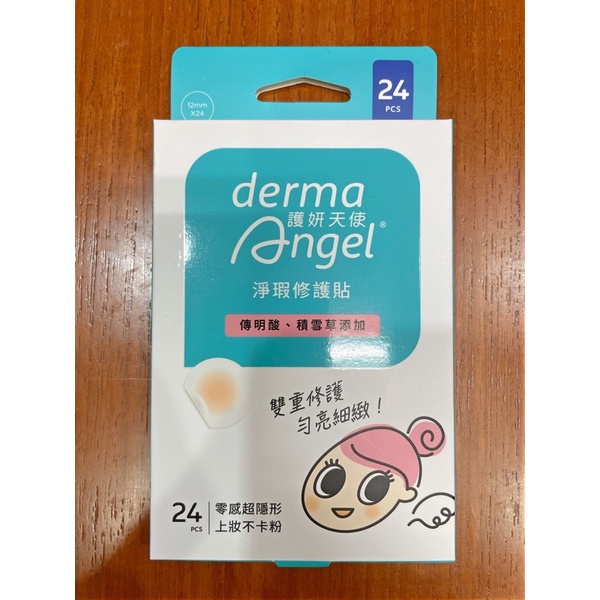 12mm
X24
24
PCS
derma
護妍天使
Angel®
淨瑕修護貼
傳明酸、積雪草添加
雙重修護
勻亮細緻！
24
PCS
零感超隱形
上妝不卡粉